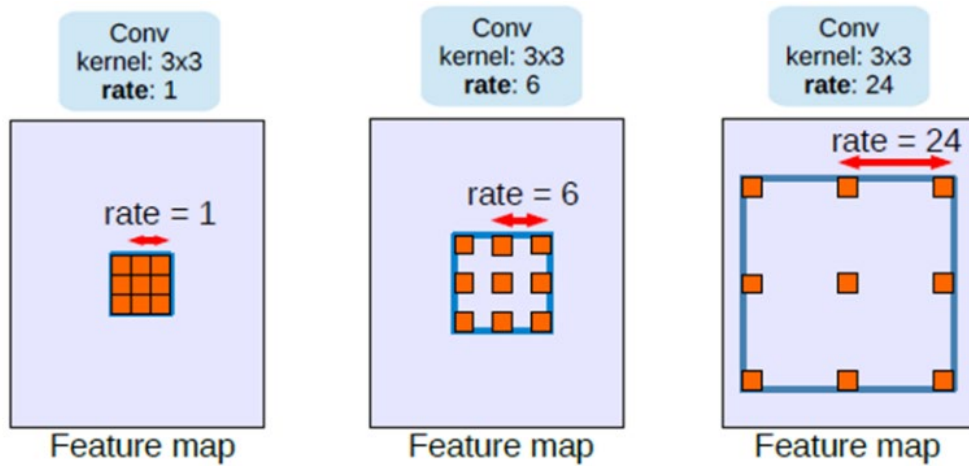 Conv
kernel: 3x3
rate: 1
Conv
kernel: 3x3
rate: 6
Conv
kernel: 3x3
rate: 24
rate = 1
rate = 6
rate = 24
Feature map
Feature map
Feature map